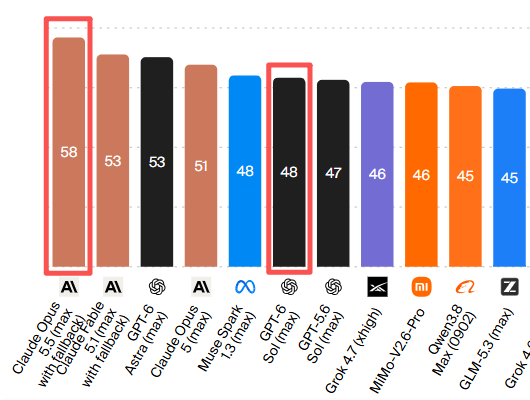 58
53
53
51
48
48
47
46
46
45
45
Claude Opus
5.5 (max
with fallback)
Claude Fable
5.1 (max
with fallback)
GPT-6
Astra (max)
Claude Opus
5 (max)
Muse Spark
1.3 (max)
GPT-6
Sol (max)
GPT-5.6
Sol (max)
Grok 4.7 (xhigh)
MiMo-V2.6-Pro
Qwen3.8
Max (0902)
GLM-5.3 (max)